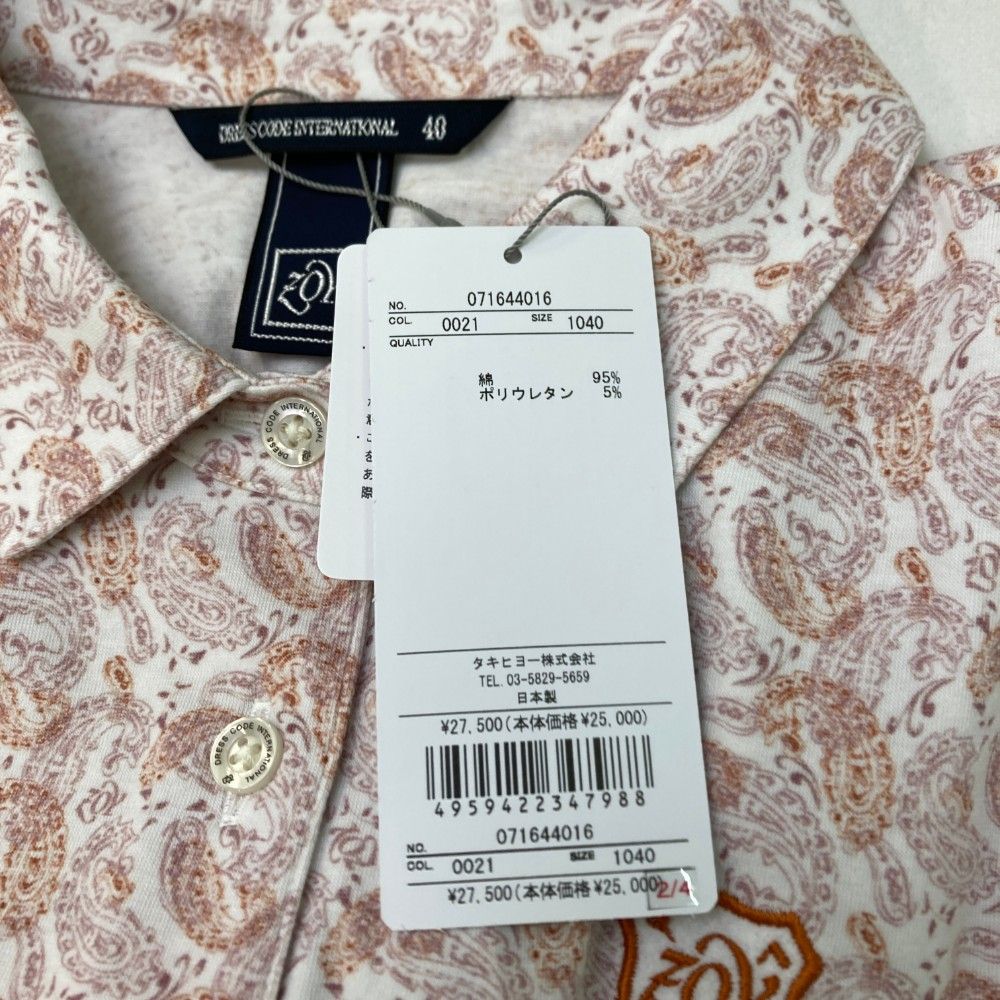 DRESS CODE INTERNATIONAL 40
NO. 071644016
COL. 0021 SIZE 1040
QUALITY
綿 95%
ポリウレタン 5%
タキヒヨー株式会社
TEL.03-5829-5659
日本製
¥27,500(本体価格¥25,000)
4959422347988
NO. 071644016
COL. 0021 SIZE 1040
¥27,500(本体価格¥25,000)
2/4
を
あ
際
DRESS CODE INTERNATIONAL
DRESS CODE INTERNATIONAL